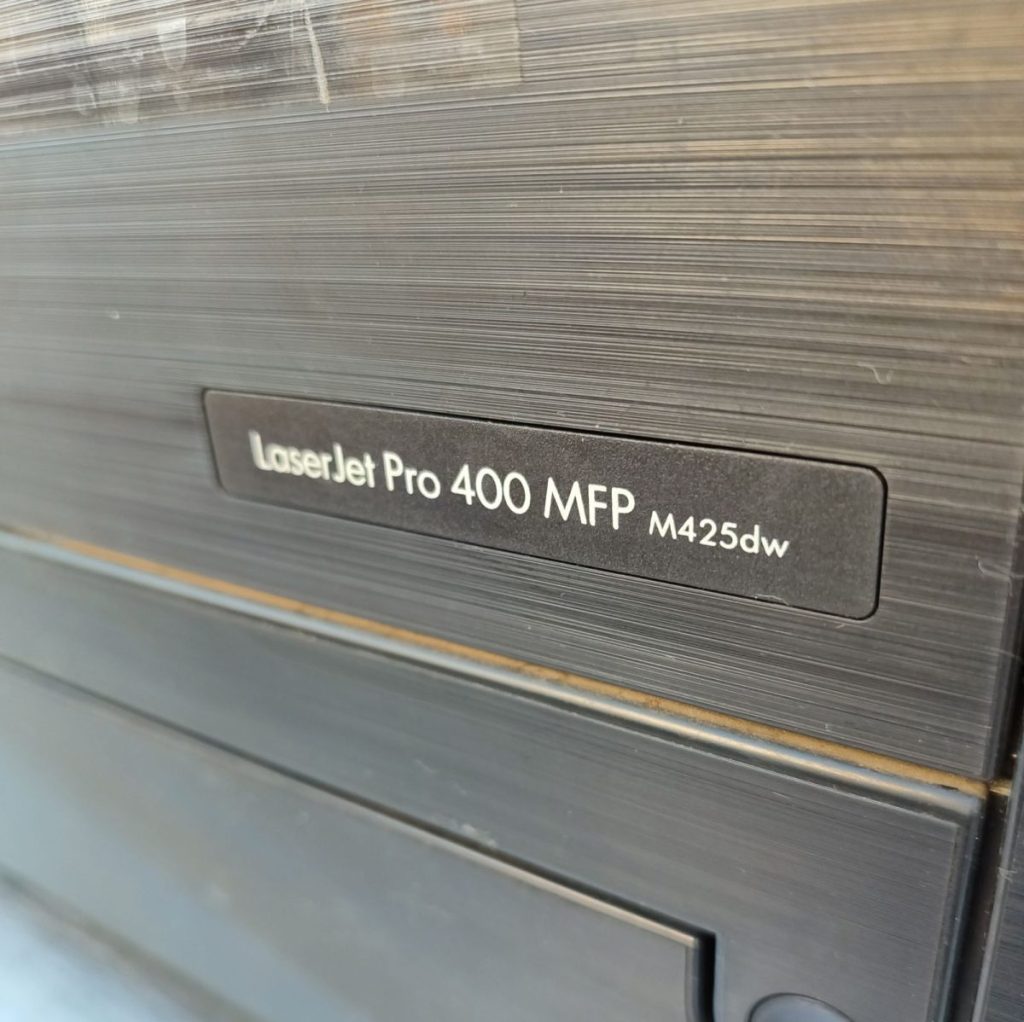 LaserJet Pro 400 MFP M425dw